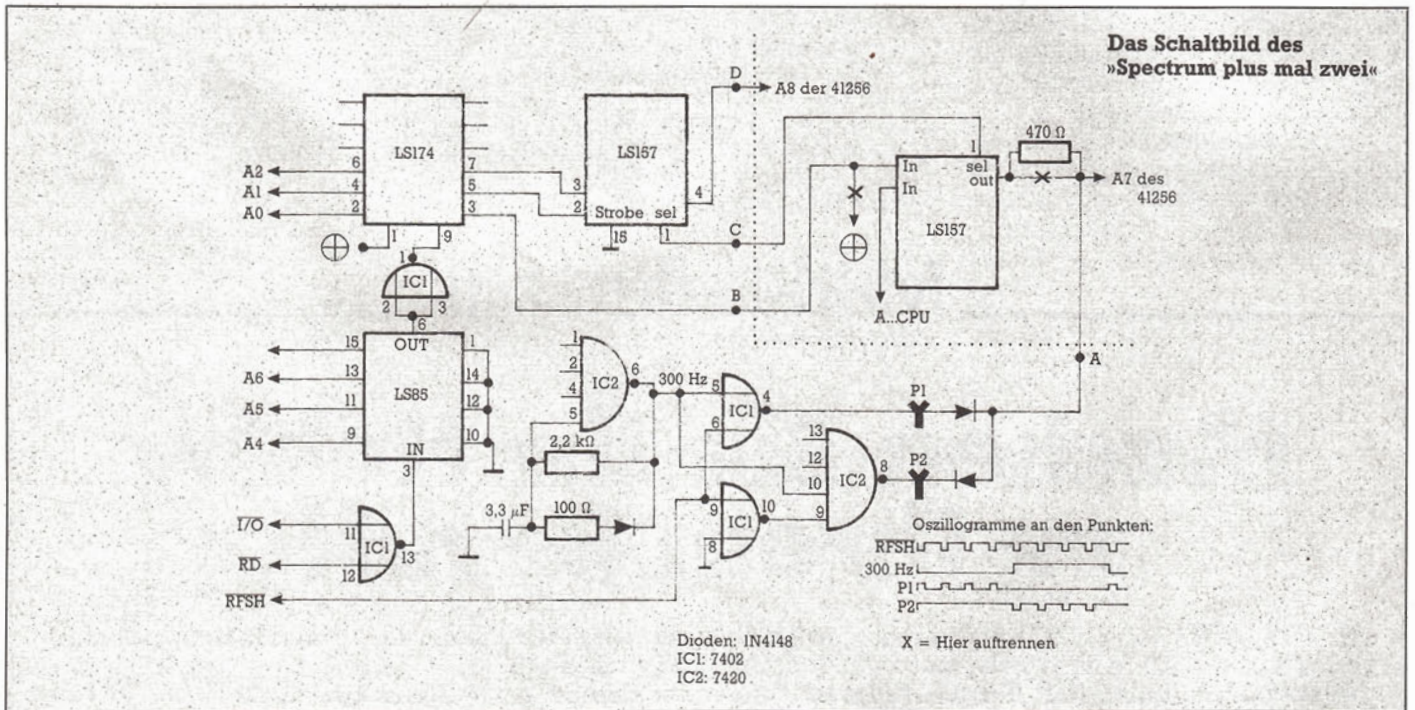 Das Schaltbild des
»Spectrum plus mal zwei«
D
A8 der 41256
LS174
LS157
470 Ω
1
In
In
sel
out
A7 des
41256
LS157
A2
A1
A0
6
4
2
7
5
3
3
2
4
Strobe sel
15
1
C
1
9
1
IC1
2
3
B
A...CPU
6
OUT
15
13
11
9
1
14
12
10
LS85
IN
3
A6
A5
A4
A
1
2
4
5
IC2
6
300 Hz
5
6
IC1
4
P1
2,2 kΩ
3,3 µF
100 Ω
13
12
10
9
IC2
8
P2
9
8
IC1
10
I/O
RD
RFSH
11
12
IC1
13
Oszillogramme an den Punkten:
RFSH
300 Hz
P1
P2
Dioden: 1N4148
IC1: 7402
IC2: 7420
X = Hier auftrennen